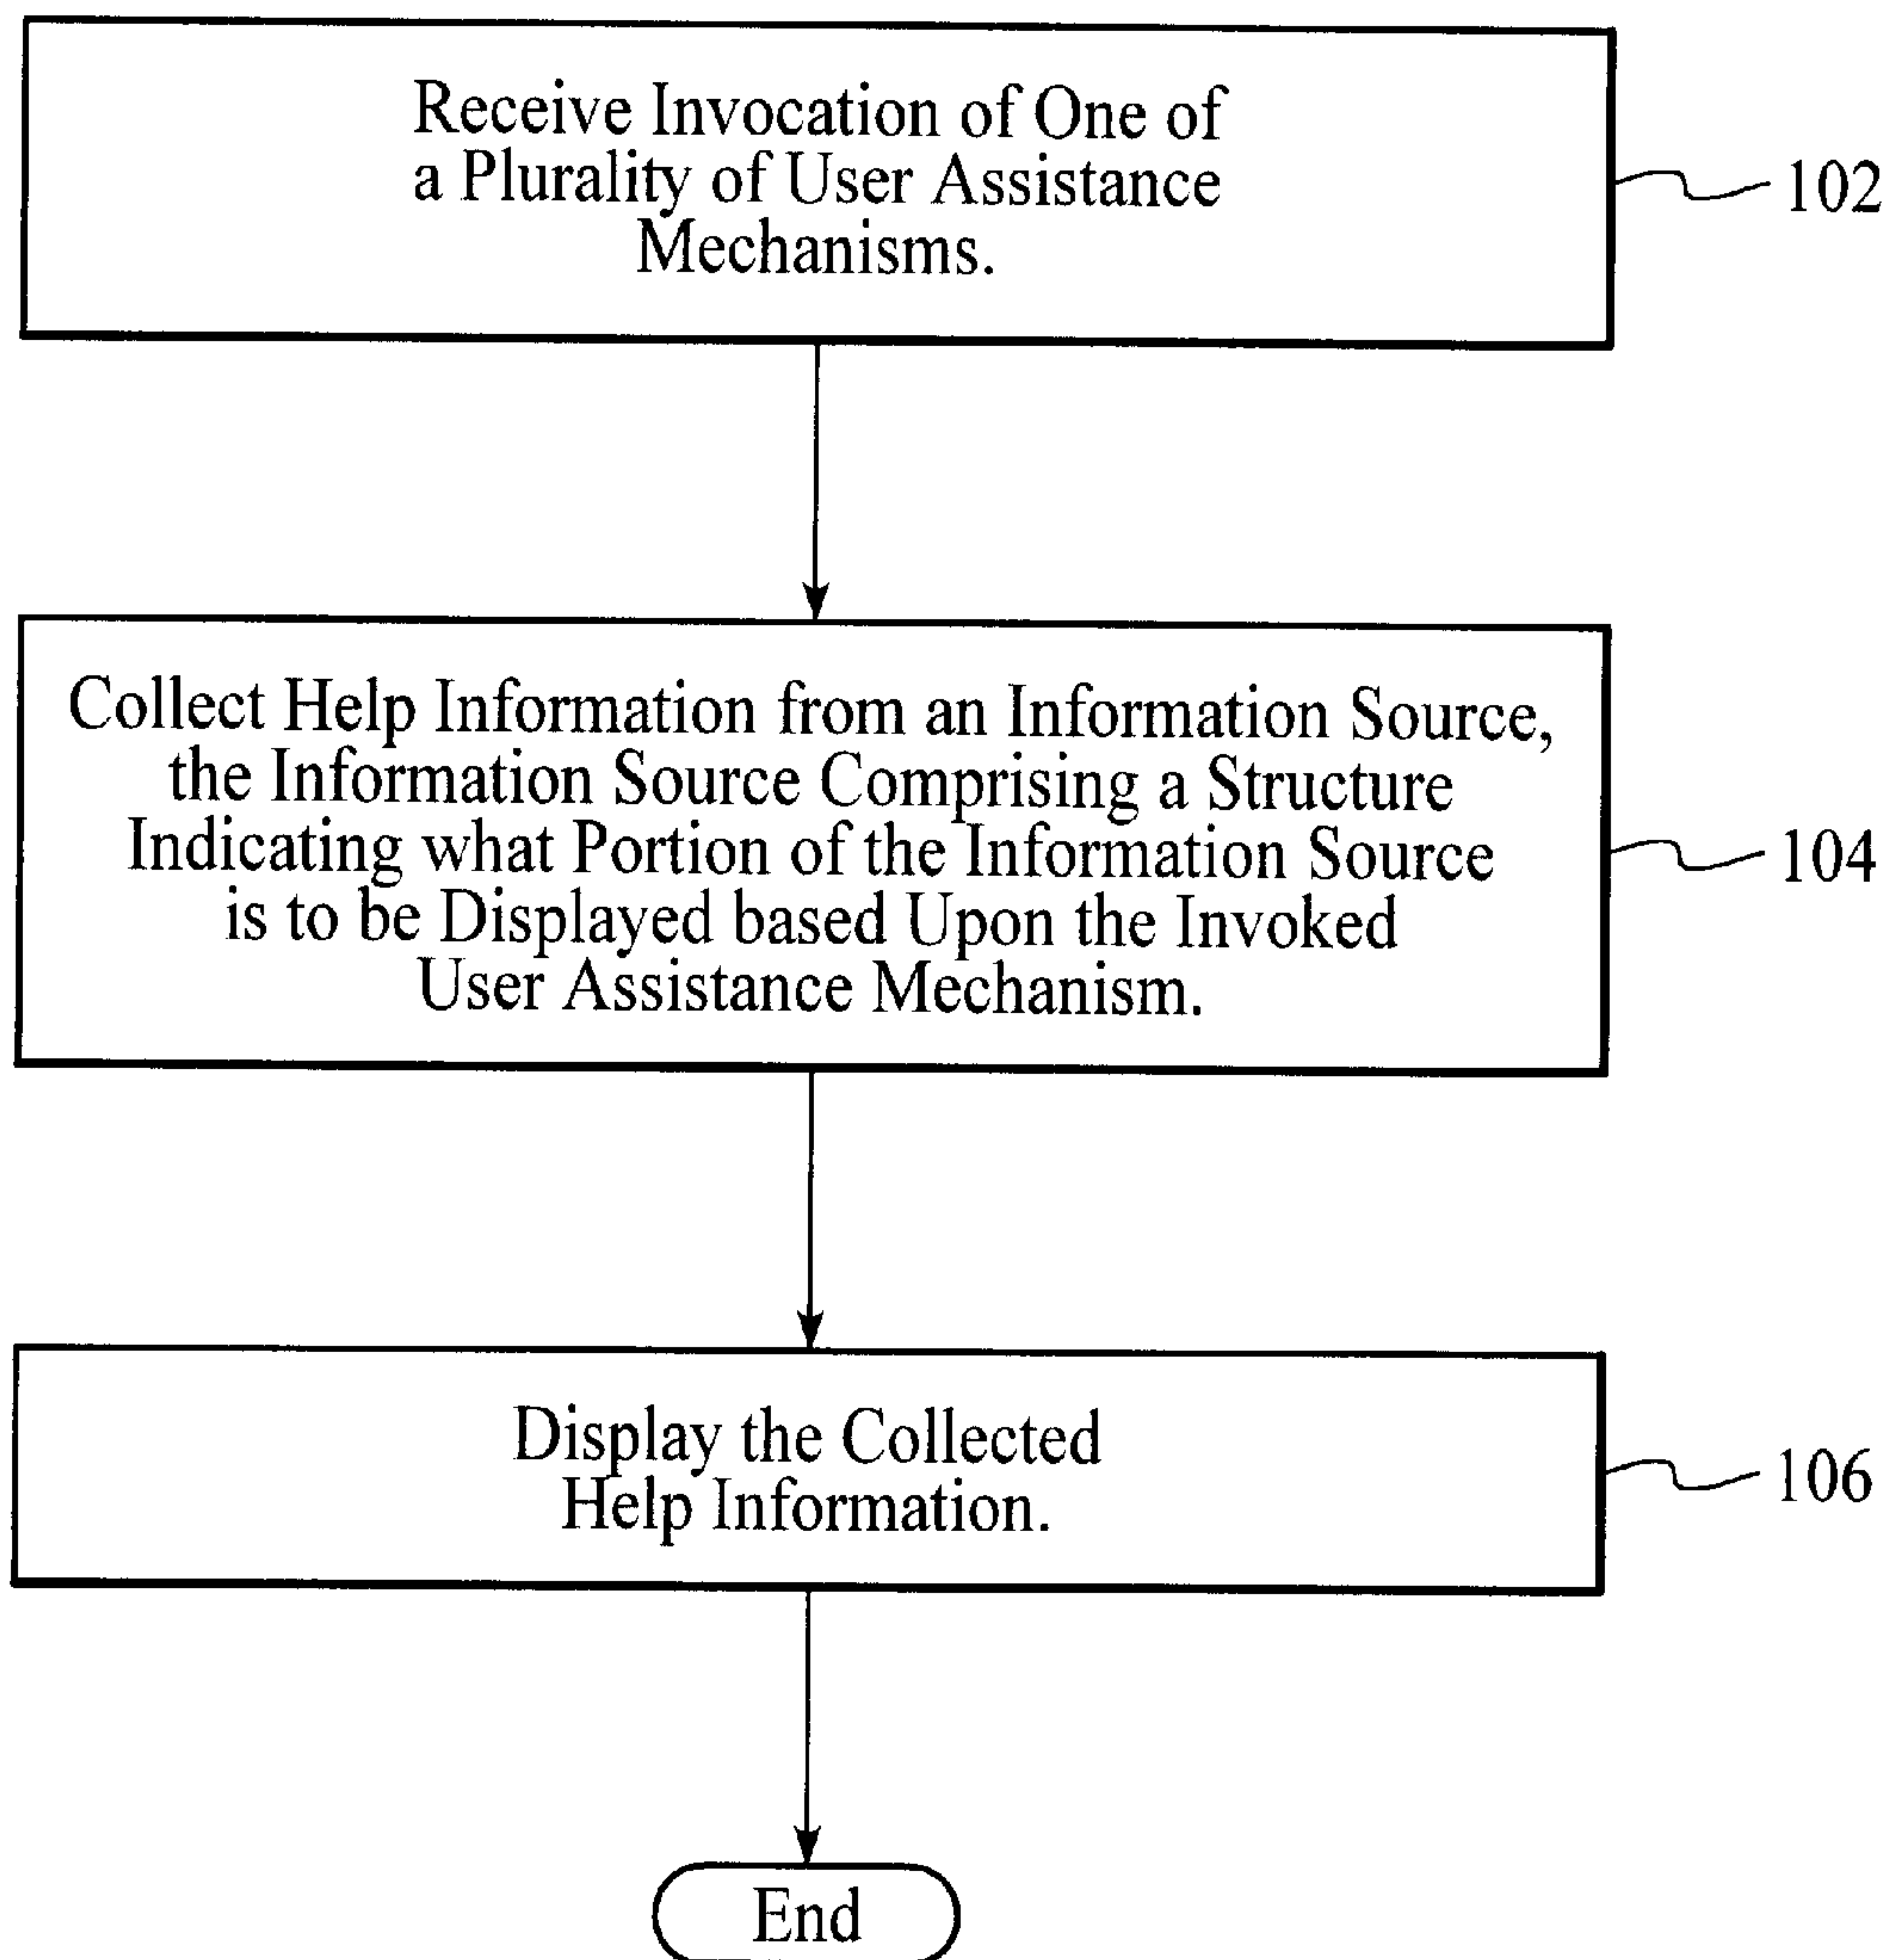 Receive Invocation of One of
a Plurality of User Assistance
Mechanisms.
102
Collect Help Information from an Information Source,
the Information Source Comprising a Structure
Indicating what Portion of the Information Source
is to be Displayed based Upon the Invoked
User Assistance Mechanism.
104
Display the Collected
Help Information.
106
End